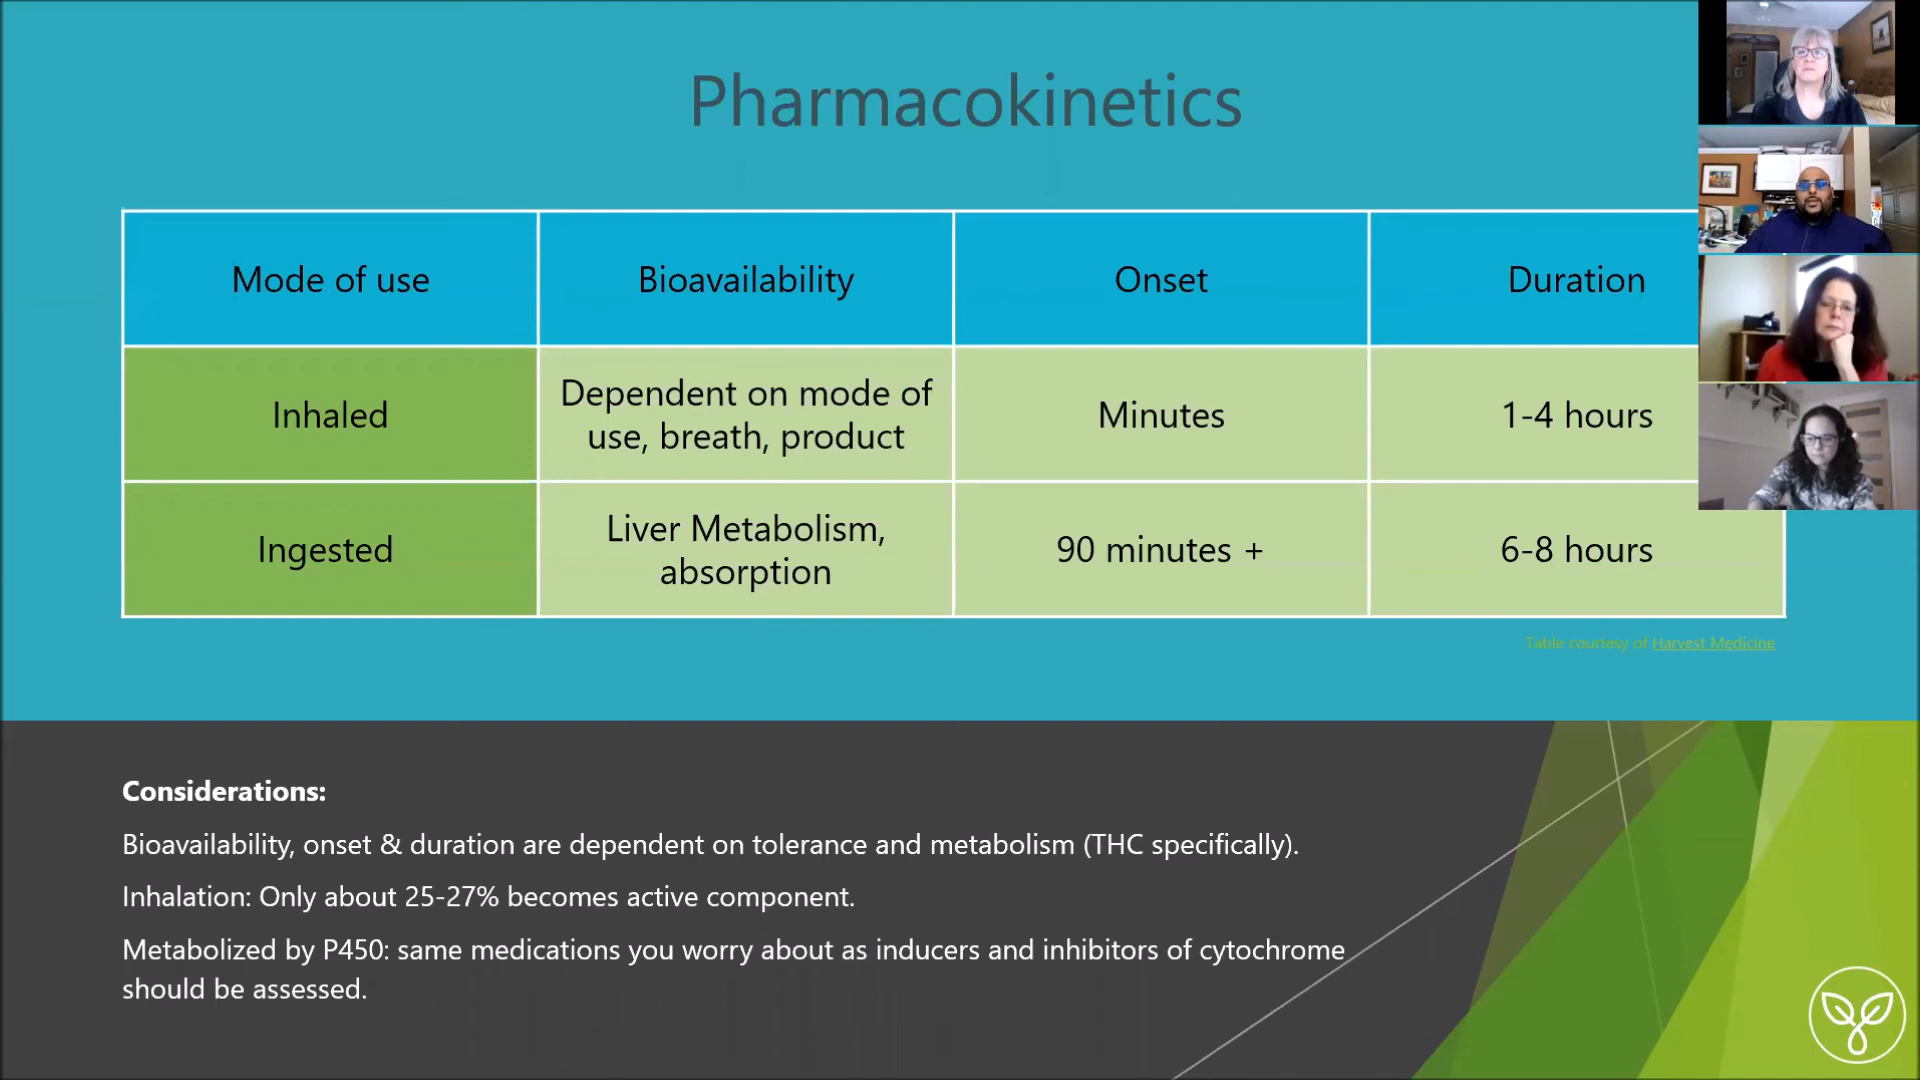 Pharmacokinetics
Mode of use
Bioavailability
Onset
Duration
Inhaled
Dependent on mode of
use, breath, product
Minutes
1-4 hours
Ingested
Liver Metabolism,
absorption
90 minutes +
6-8 hours
Table courtesy of Harvest Medicine
Considerations:
Bioavailability, onset & duration are dependent on tolerance and metabolism (THC specifically).
Inhalation: Only about 25-27% becomes active component.
Metabolized by P450: same medications you worry about as inducers and inhibitors of cytochrome
should be assessed.